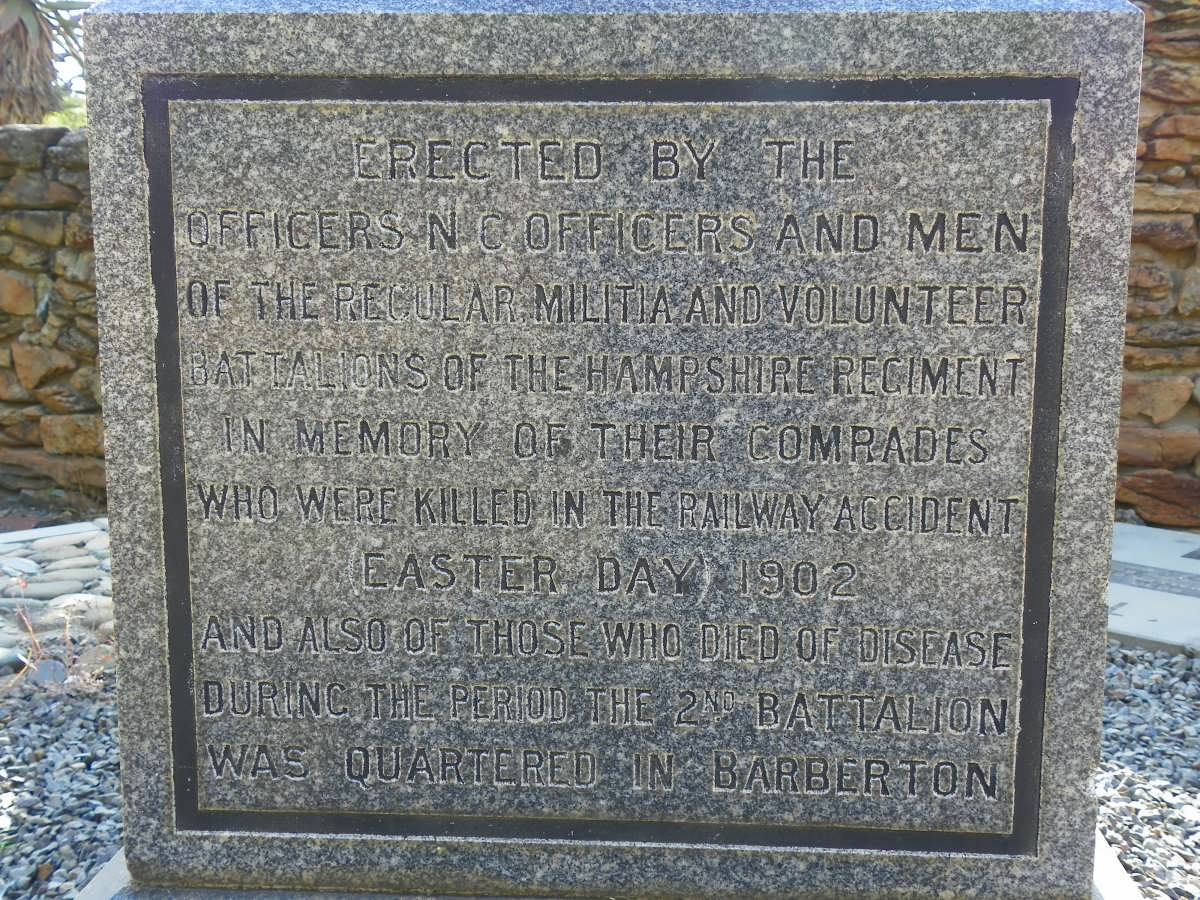 ERECTED BY THE
OFFICERS N.C. OFFICERS AND MEN
OF THE REGULAR, MILITIA AND VOLUNTEER
BATTALIONS OF THE HAMPSHIRE REGIMENT
IN MEMORY OF THEIR COMRADES
WHO WERE KILLED IN THE RAILWAY ACCIDENT
(EASTER DAY) 1902
AND ALSO OF THOSE WHO DIED OF DISEASE
DURING THE PERIOD THE 2ND BATTALION
WAS QUARTERED IN BARBERTON